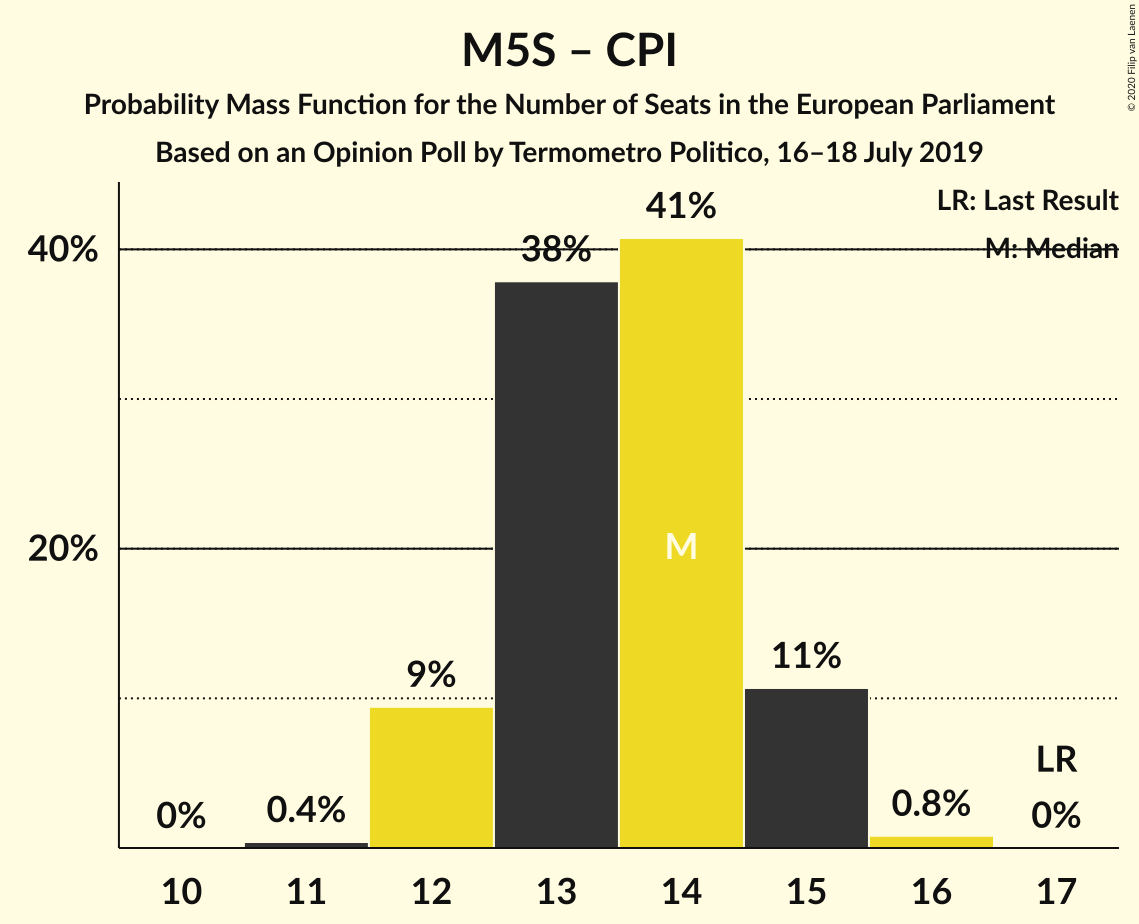 M5S – CPI
Probability Mass Function for the Number of Seats in the European Parliament
Based on an Opinion Poll by Termometro Politico, 16–18 July 2019
© 2020 Filip van Laenen
LR: Last Result
M: Median
40%
20%
0%
0.4%
9%
38%
41%
M
11%
0.8%
LR
0%
10 11 12 13 14 15 16 17